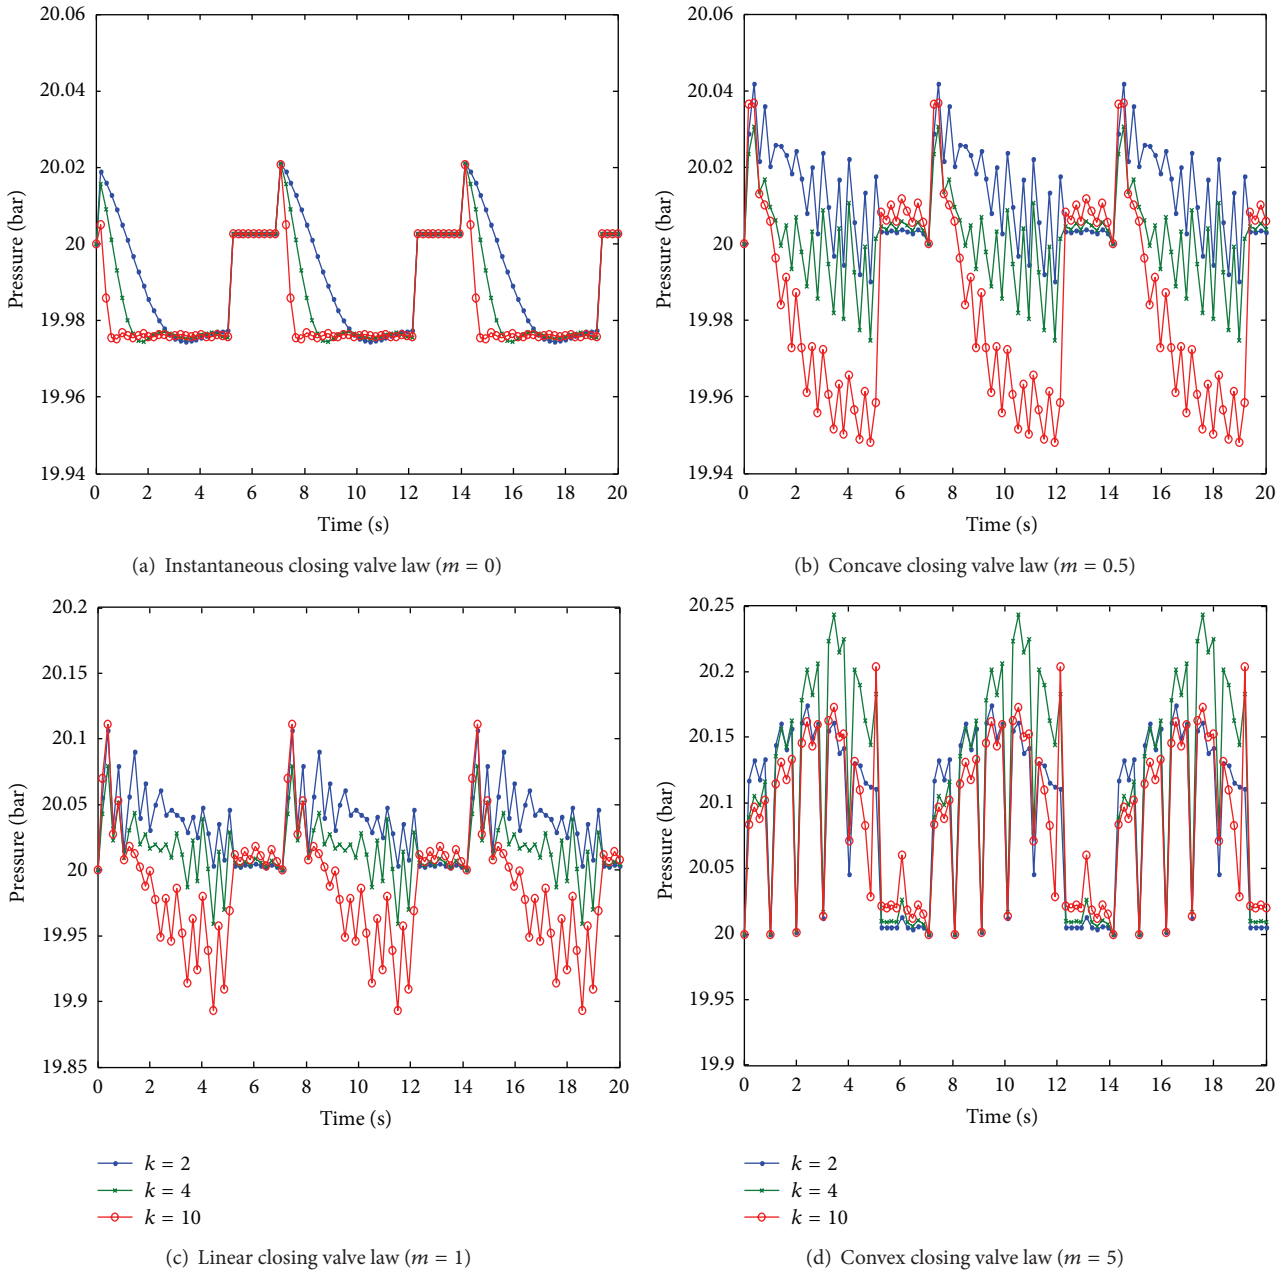 20.06
20.04
20.02
20
19.98
19.96
19.94
Pressure (bar)
0 2 4 6 8 10 12 14 16 18 20
Time (s)
(a) Instantaneous closing valve law (m = 0)
20.06
20.04
20.02
20
19.98
19.96
19.94
Pressure (bar)
0 2 4 6 8 10 12 14 16 18 20
Time (s)
(b) Concave closing valve law (m = 0.5)
20.2
20.15
20.1
20.05
20
19.95
19.9
19.85
Pressure (bar)
0 2 4 6 8 10 12 14 16 18 20
Time (s)
k = 2
k = 4
k = 10
(c) Linear closing valve law (m = 1)
20.25
20.2
20.15
20.1
20.05
20
19.95
19.9
Pressure (bar)
0 2 4 6 8 10 12 14 16 18 20
Time (s)
k = 2
k = 4
k = 10
(d) Convex closing valve law (m = 5)